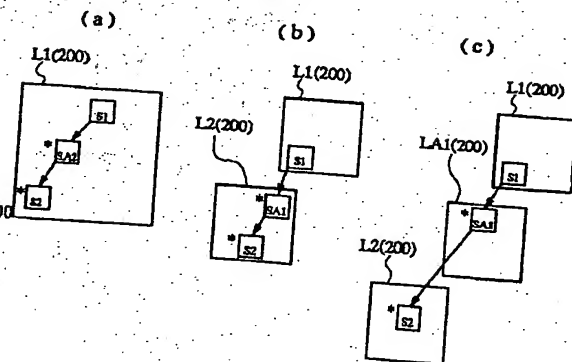 (a)
(b)
(c)
L1(200)
S1
* SA2
* S2
L1(200)
L2(200)
S1
* SA1
* S2
L1(200)
LA1(200)
L2(200)
S1
* SA1
* S2